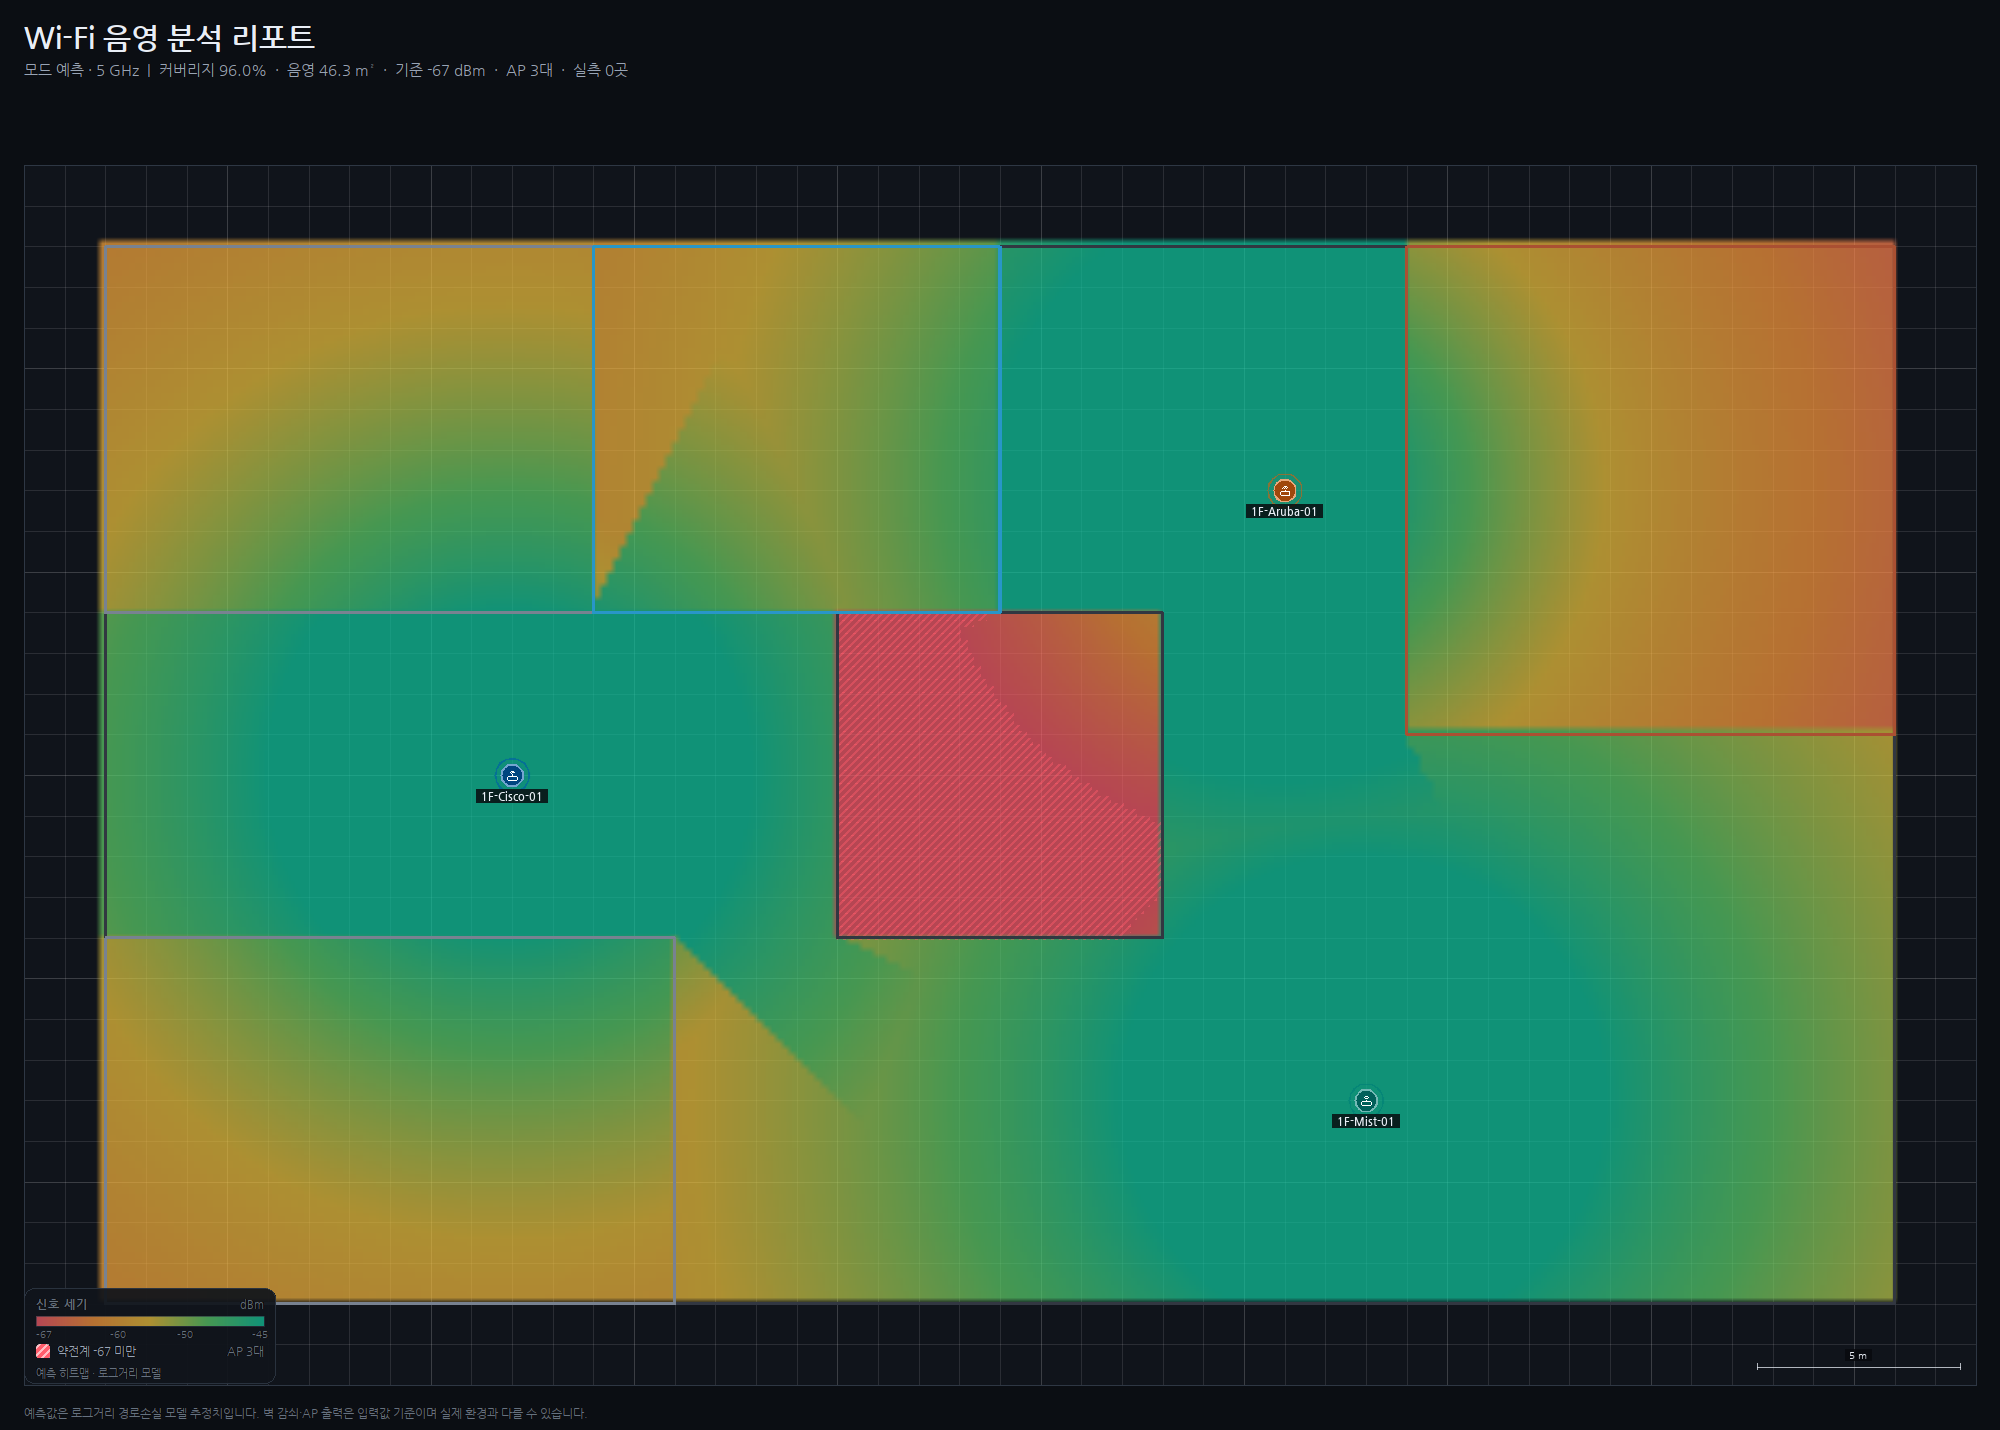 Wi-Fi 음영 분석 리포트
모드 예측 · 5 GHz | 커버리지 96.0% · 음영 46.3 m² · 기준 -67 dBm · AP 3대 · 실측 0곳
1F-Aruba-01
1F-Cisco-01
1F-Mist-01
신호 세기 dBm
-67 -60 -50 -45
약전계 -67 미만 AP 3대
예측 히트맵 · 로그거리 모델
5 m
예측값은 로그거리 경로손실 모델 추정치입니다. 벽 감쇠·AP 출력은 입력값 기준이며 실제 환경과 다를 수 있습니다.